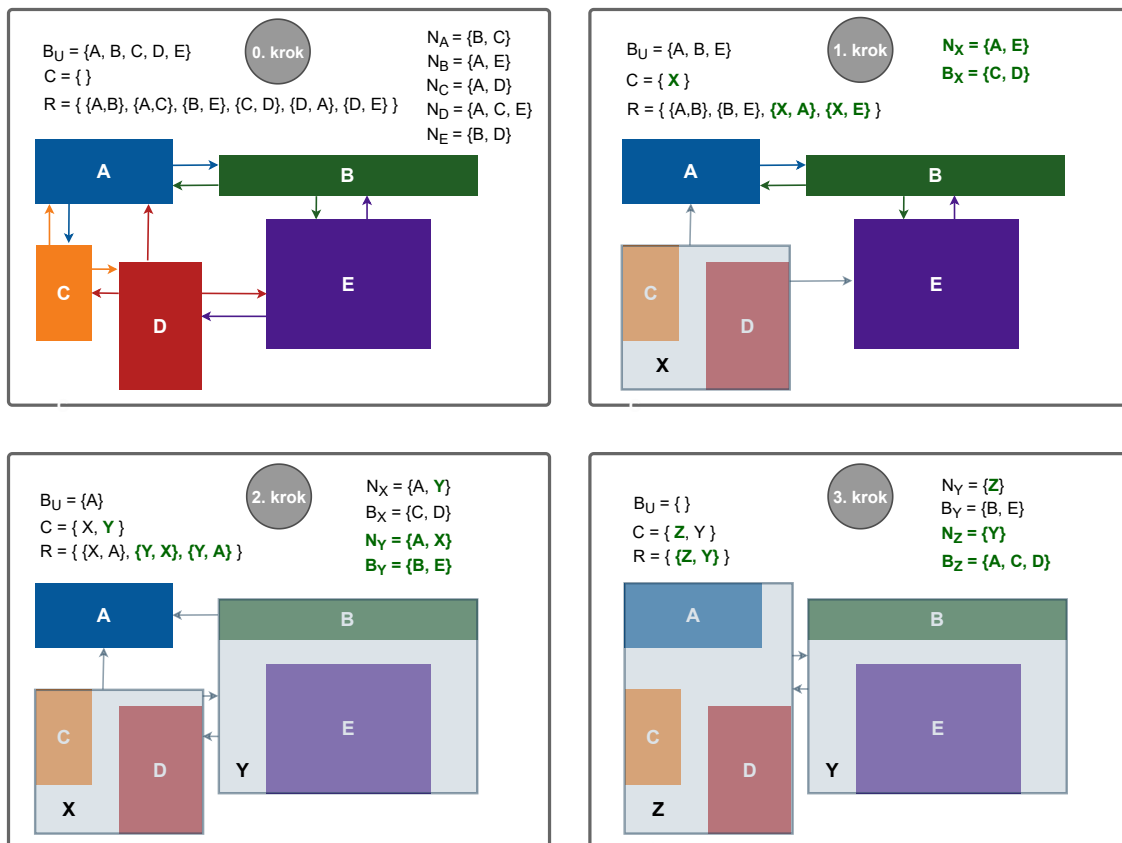 0. krok
B_U = {A, B, C, D, E}
C = { }
R = { {A,B}, {A,C}, {B, E}, {C, D}, {D, A}, {D, E} }
N_A = {B, C}
N_B = {A, E}
N_C = {A, D}
N_D = {A, C, E}
N_E = {B, D}
A
B
C
D
E
1. krok
B_U = {A, B, E}
C = { X }
R = { {A,B}, {B, E}, {X, A}, {X, E} }
N_X = {A, E}
B_X = {C, D}
A
B
C
D
E
X
2. krok
B_U = {A}
C = { X, Y }
R = { {X, A}, {Y, X}, {Y, A} }
N_X = {A, Y}
B_X = {C, D}
N_Y = {A, X}
B_Y = {B, E}
A
B
C
D
E
X
Y
3. krok
B_U = { }
C = { Z, Y }
R = { {Z, Y} }
N_Y = {Z}
B_Y = {B, E}
N_Z = {Y}
B_Z = {A, C, D}
A
B
C
D
E
Z
Y